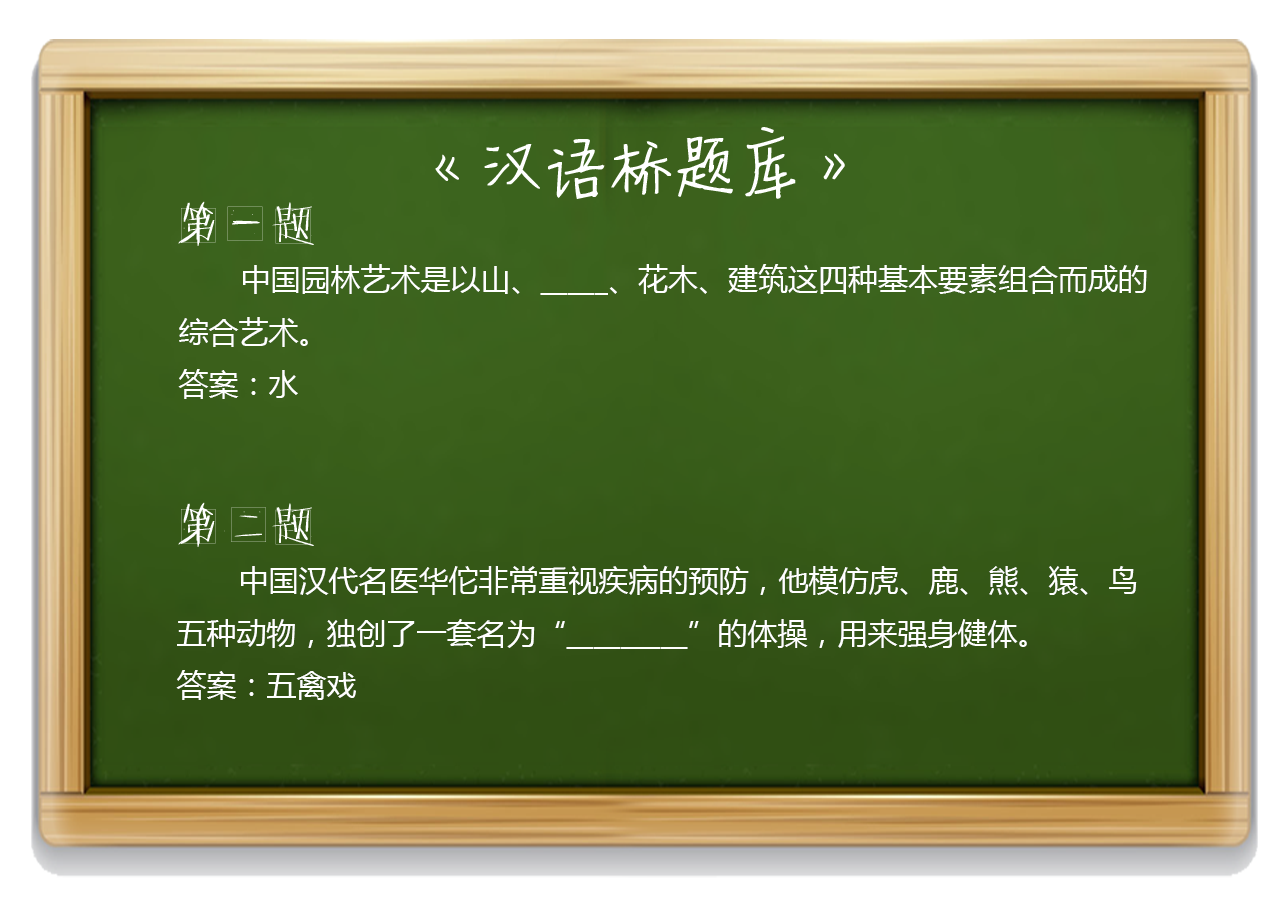 《汉语桥题库》
第一题
中国园林艺术是以山、_____、花木、建筑这四种基本要素组合而成的
综合艺术。
答案：水
第二题
中国汉代名医华佗非常重视疾病的预防，他模仿虎、鹿、熊、猿、鸟
五种动物，独创了一套名为“_________”的体操，用来强身健体。
答案：五禽戏